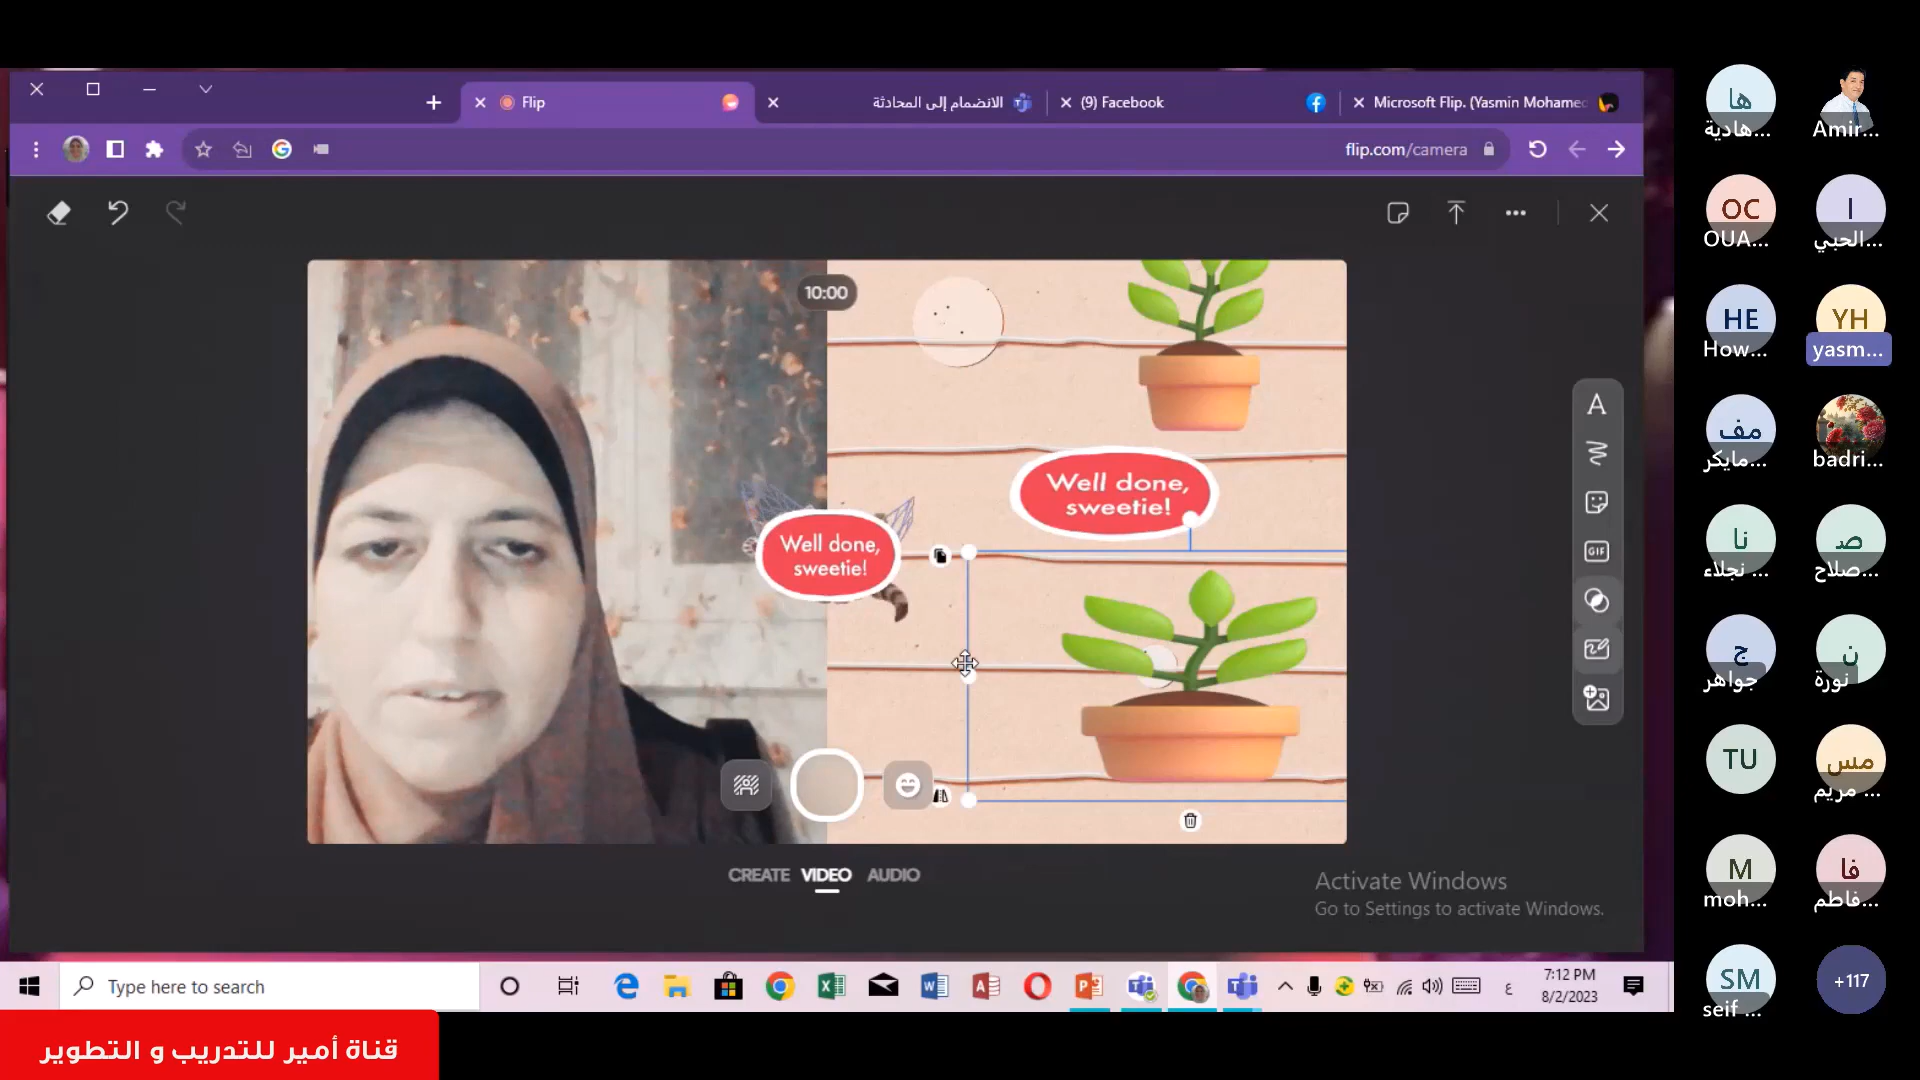 Flip
الانضمام إلى المحادثة
(9) Facebook
Microsoft Flip. (Yasmin Mohamed
flip.com/camera
10:00
Well done,
sweetie!
Well done,
sweetie!
A
GIF
CREATE VIDEO AUDIO
Activate Windows
Go to Settings to activate Windows.
Type here to search
ع
7:12 PM
8/2/2023
قناة أمير للتدريب و التطوير
ها
هادية...
Amir...
OC
OUA...
ا
الحبي...
HE
How...
YH
yasm...
مف
مايكر...
badri...
نا
نجلاء ...
ص
صلاح...
ج
جواهر
ن
نورة
TU
مس
مريم ...
M
moh...
فا
فاطم...
SM
seif ...
+117